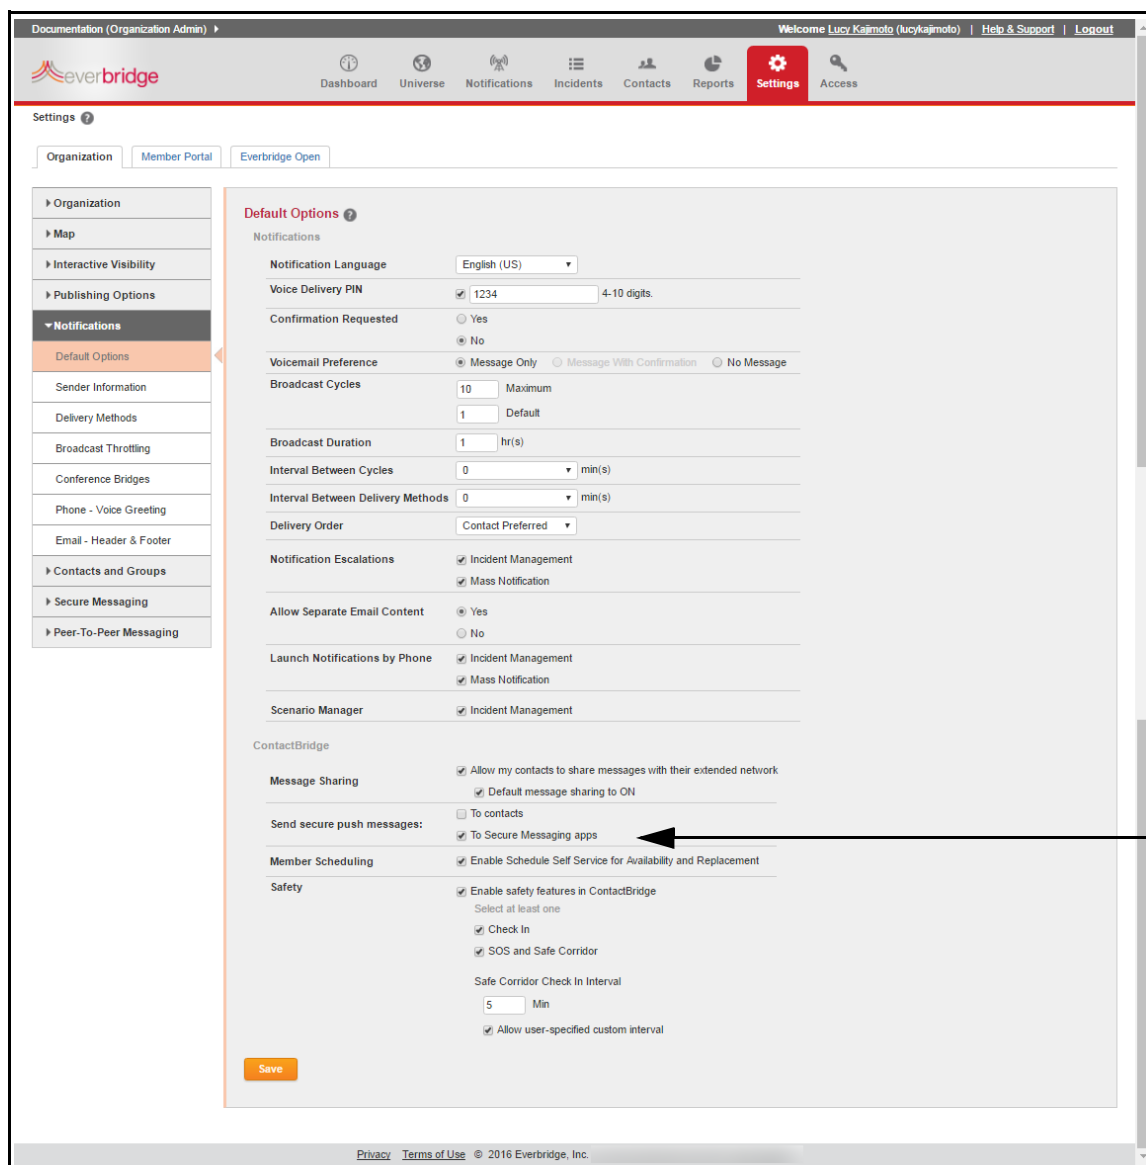 Documentation (Organization Admin)
Welcome Lucy Kajimoto (lucykajimoto) | Help & Support | Logout
everbridge
Dashboard Universe Notifications Incidents Contacts Reports Settings Access
Settings ?
Organization Member Portal Everbridge Open
Organization
Map
Interactive Visibility
Publishing Options
Notifications
Default Options
Sender Information
Delivery Methods
Broadcast Throttling
Conference Bridges
Phone - Voice Greeting
Email - Header & Footer
Contacts and Groups
Secure Messaging
Peer-To-Peer Messaging
Default Options ?
Notifications
Notification Language English (US)
Voice Delivery PIN 1234 4-10 digits.
Confirmation Requested Yes
No
Voicemail Preference Message Only Message With Confirmation No Message
Broadcast Cycles 10 Maximum
1 Default
Broadcast Duration 1 hr(s)
Interval Between Cycles 0 min(s)
Interval Between Delivery Methods 0 min(s)
Delivery Order Contact Preferred
Notification Escalations Incident Management
Mass Notification
Allow Separate Email Content Yes
No
Launch Notifications by Phone Incident Management
Mass Notification
Scenario Manager Incident Management
ContactBridge
Message Sharing Allow my contacts to share messages with their extended network
Default message sharing to ON
Send secure push messages: To contacts
To Secure Messaging apps
Member Scheduling Enable Schedule Self Service for Availability and Replacement
Safety Enable safety features in ContactBridge
Select at least one
Check In
SOS and Safe Corridor
Safe Corridor Check In Interval
5 Min
Allow user-specified custom interval
Save
Privacy Terms of Use © 2016 Everbridge, Inc.